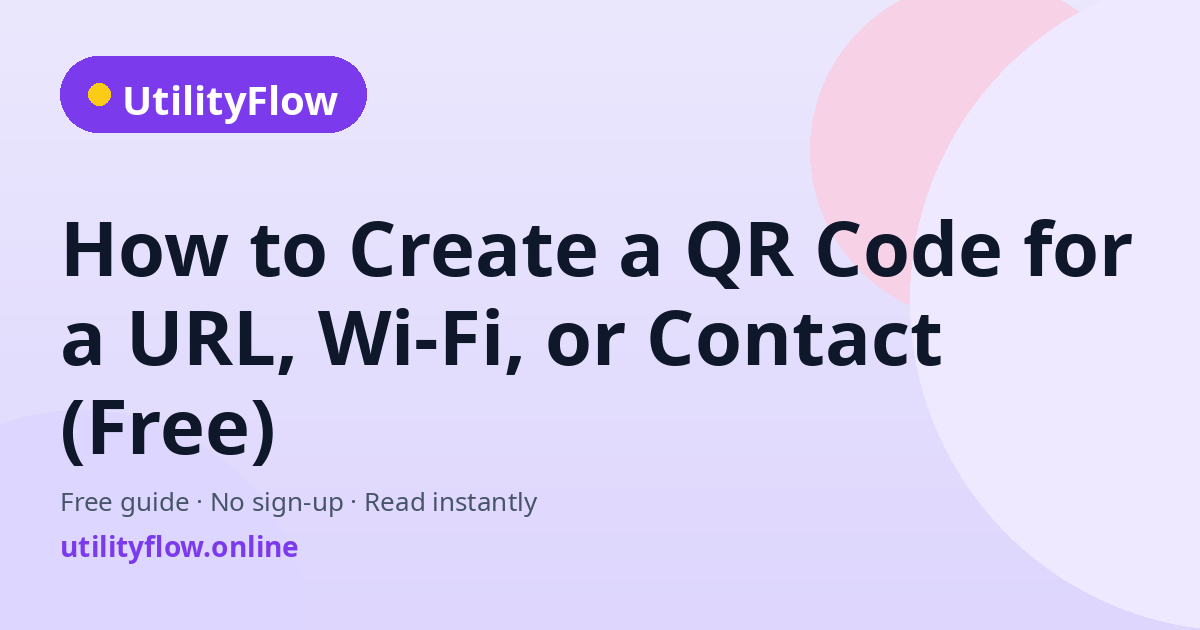 UtilityFlow
How to Create a QR Code for
a URL, Wi-Fi, or Contact
(Free)
Free guide · No sign-up · Read instantly
utilityflow.online